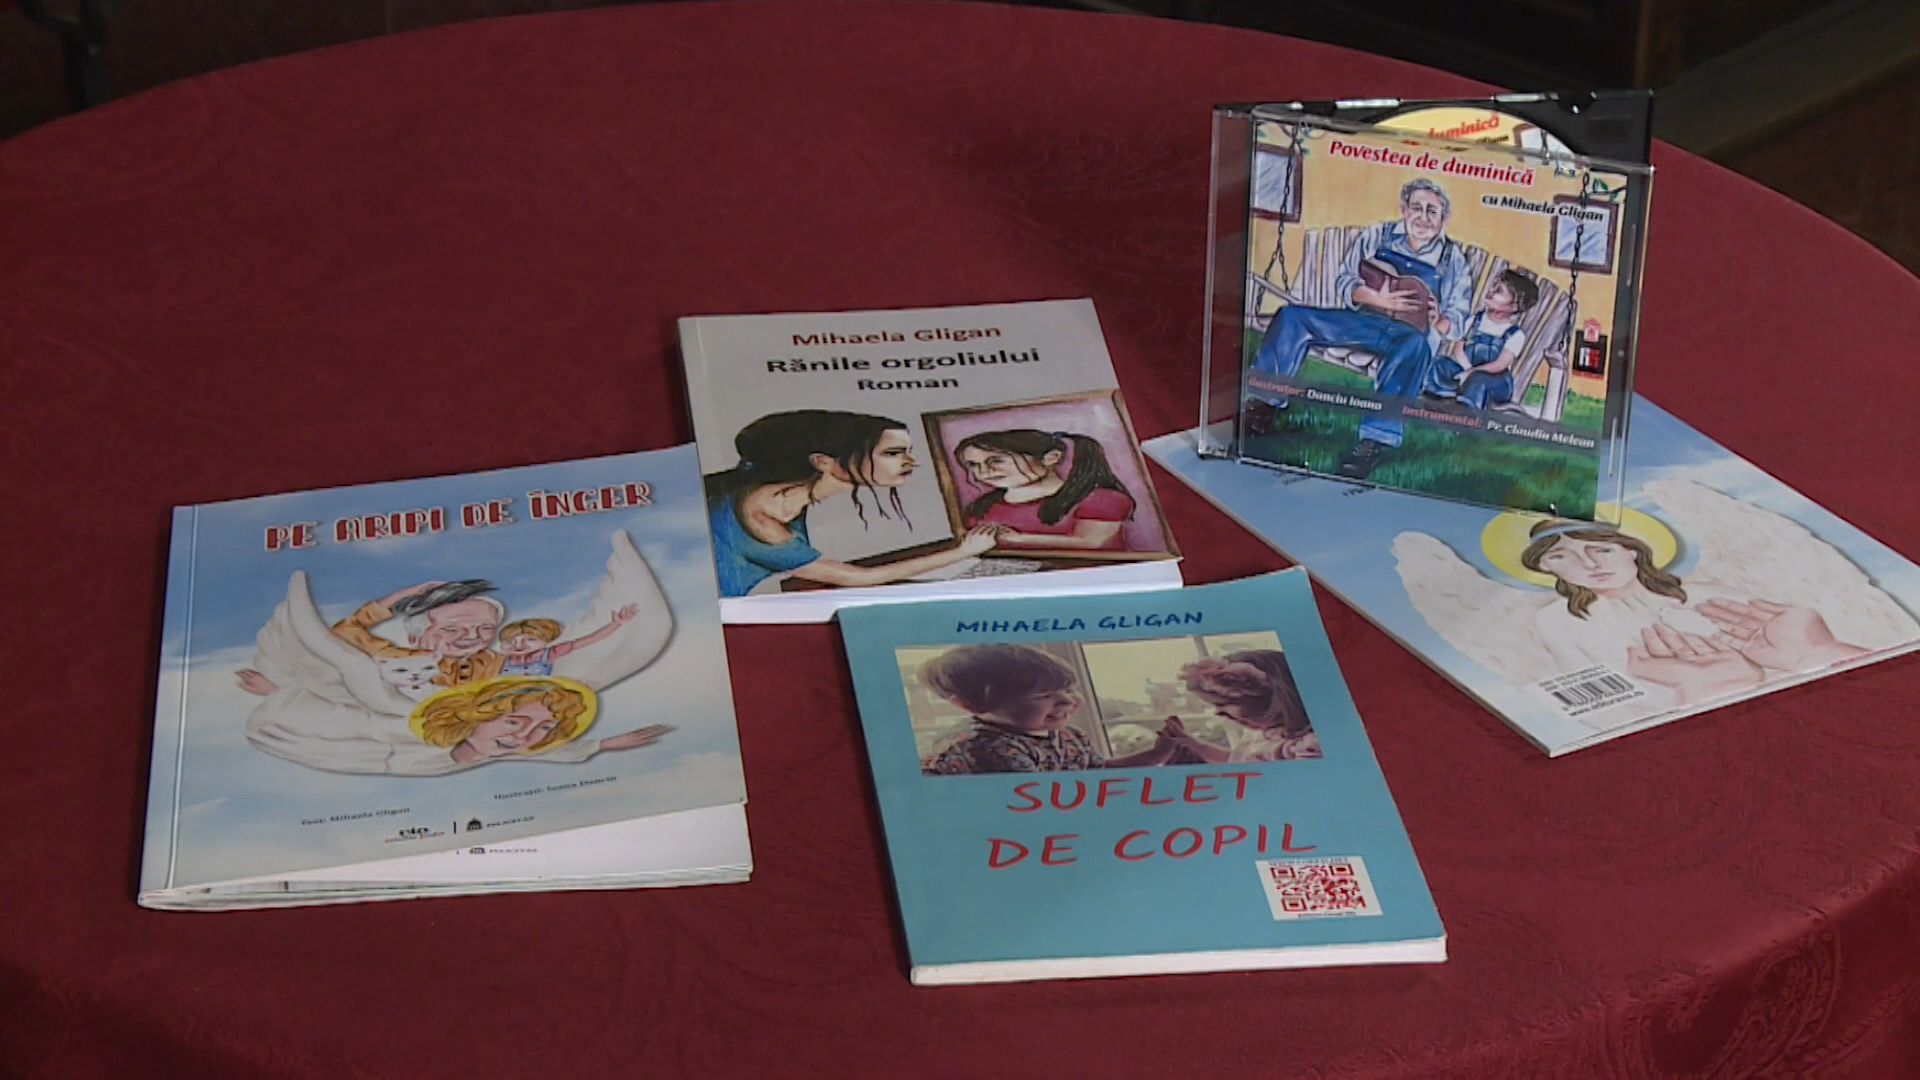 PE ARIPI DE ÎNGER
Text: Mihaela Gligan
Ilustrații: Ioana Danciu
FELICITAS
Mihaela Gligan
Rănile orgoliului
Roman
MIHAELA GLIGAN
SUFLET
DE COPIL
duminică
Povestea de duminică
cu Mihaela Gligan
ilustrator: Danciu Ioana
instrumental: Pr. Claudiu Melean